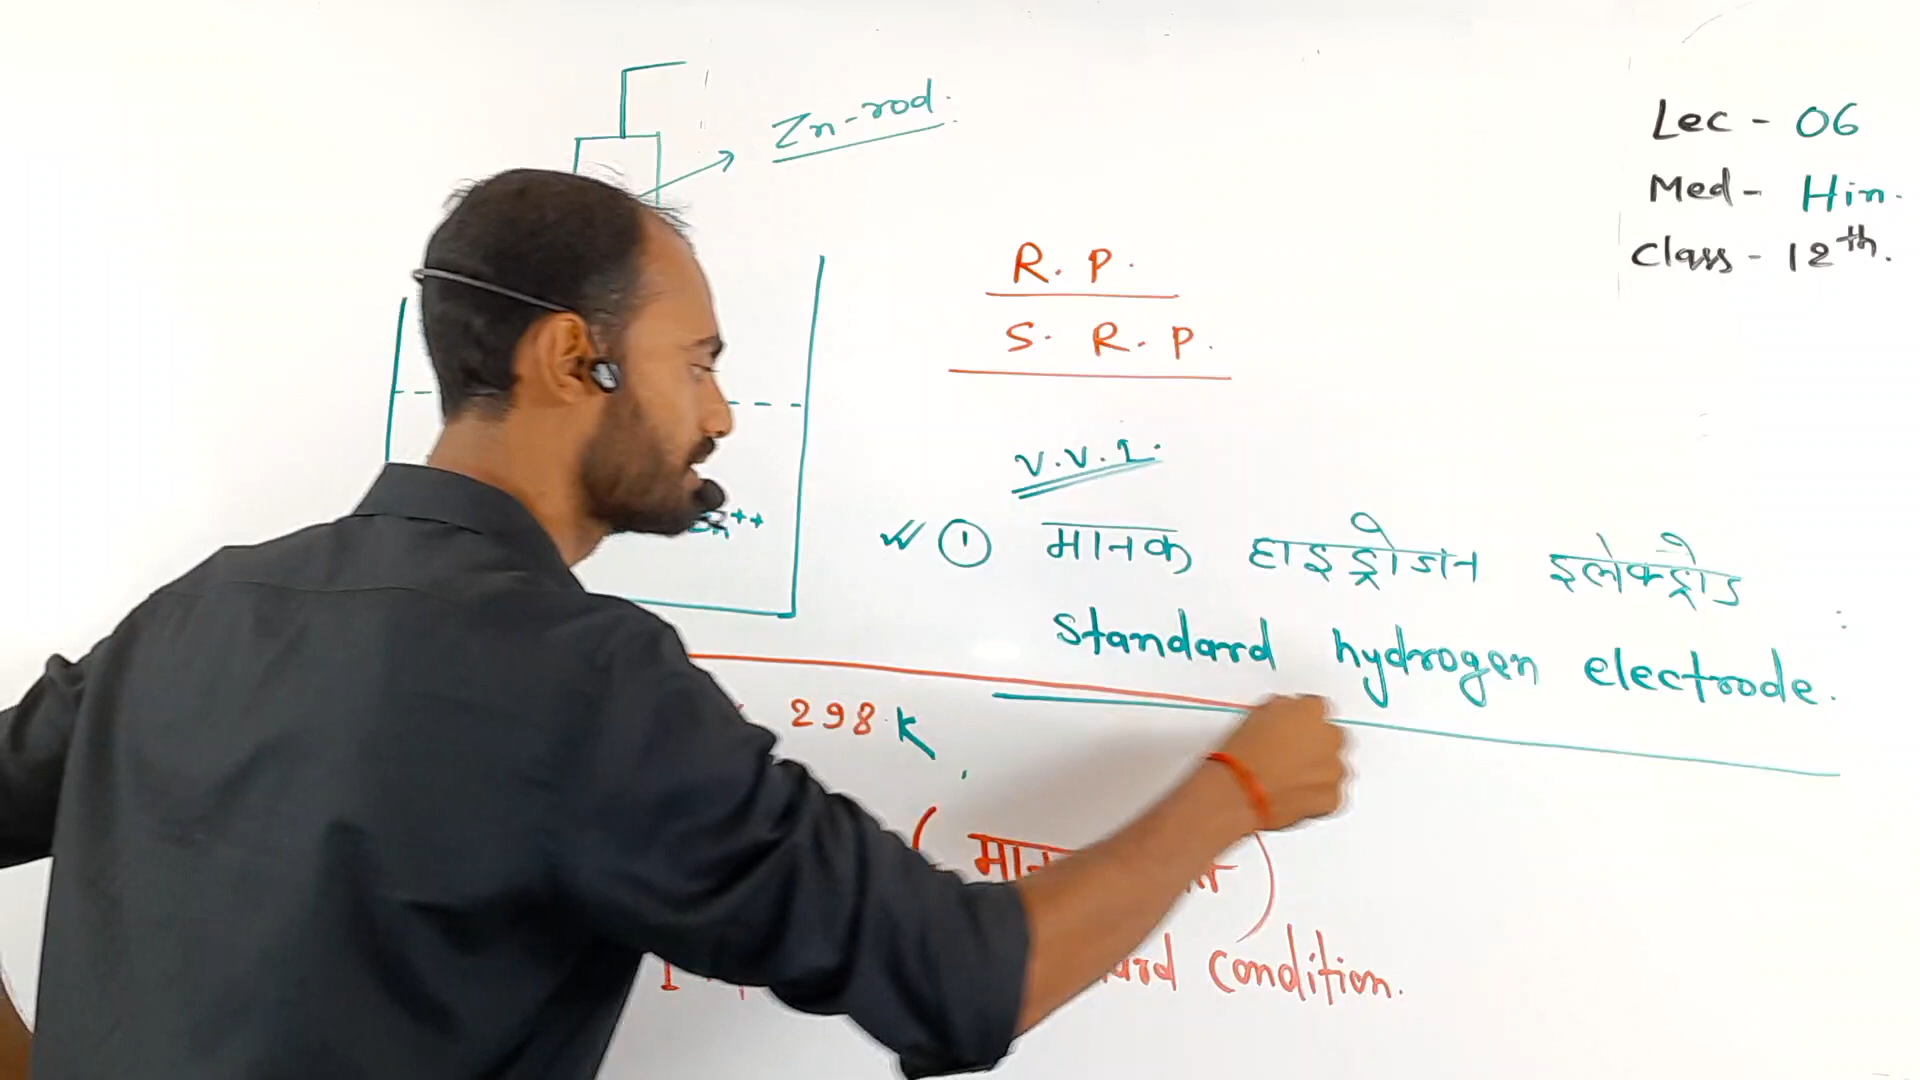 Zn-rod.
Lec - 06
Med - Hin.
Class - 12th.
R. P.
S. R. P.
V.V.I.
① मानक हाइड्रोजन इलेक्ट्रोड
Standard hydrogen electrode.
298 K
condition.